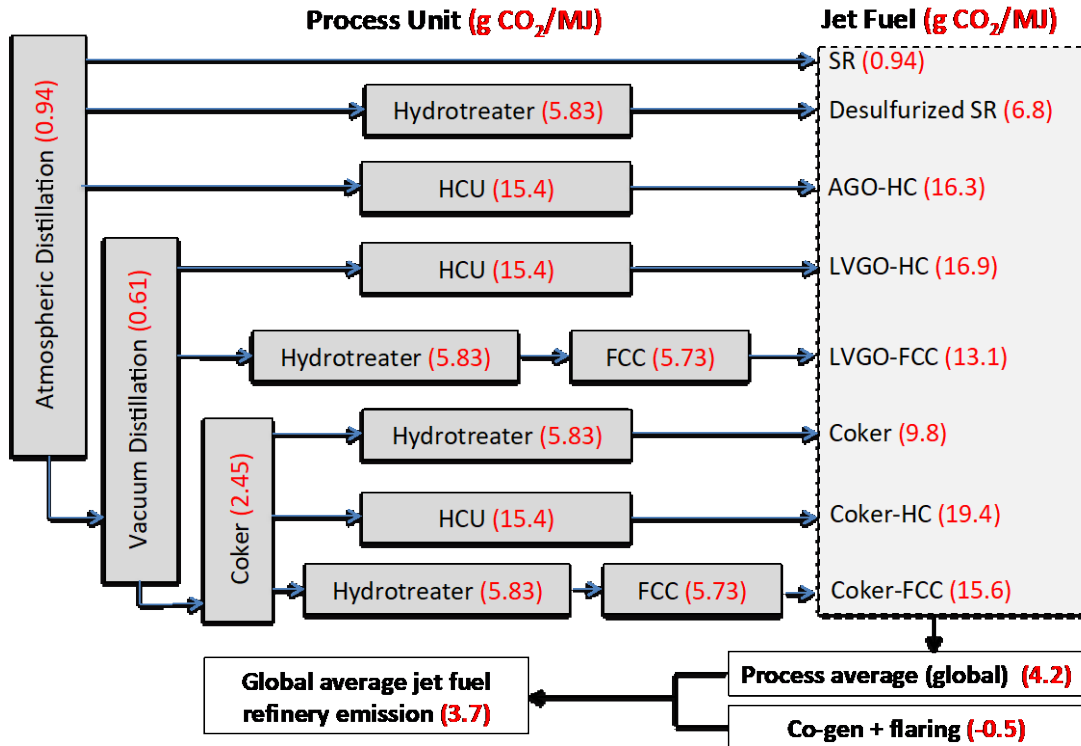 Process Unit (g CO₂/MJ)
Jet Fuel (g CO₂/MJ)
Atmospheric Distillation (0.94)
SR (0.94)
Hydrotreater (5.83)
Desulfurized SR (6.8)
HCU (15.4)
AGO-HC (16.3)
Vacuum Distillation (0.61)
HCU (15.4)
LVGO-HC (16.9)
Hydrotreater (5.83)
FCC (5.73)
LVGO-FCC (13.1)
Coker (2.45)
Hydrotreater (5.83)
Coker (9.8)
HCU (15.4)
Coker-HC (19.4)
Hydrotreater (5.83)
FCC (5.73)
Coker-FCC (15.6)
Global average jet fuel
refinery emission (3.7)
Process average (global) (4.2)
Co-gen + flaring (-0.5)